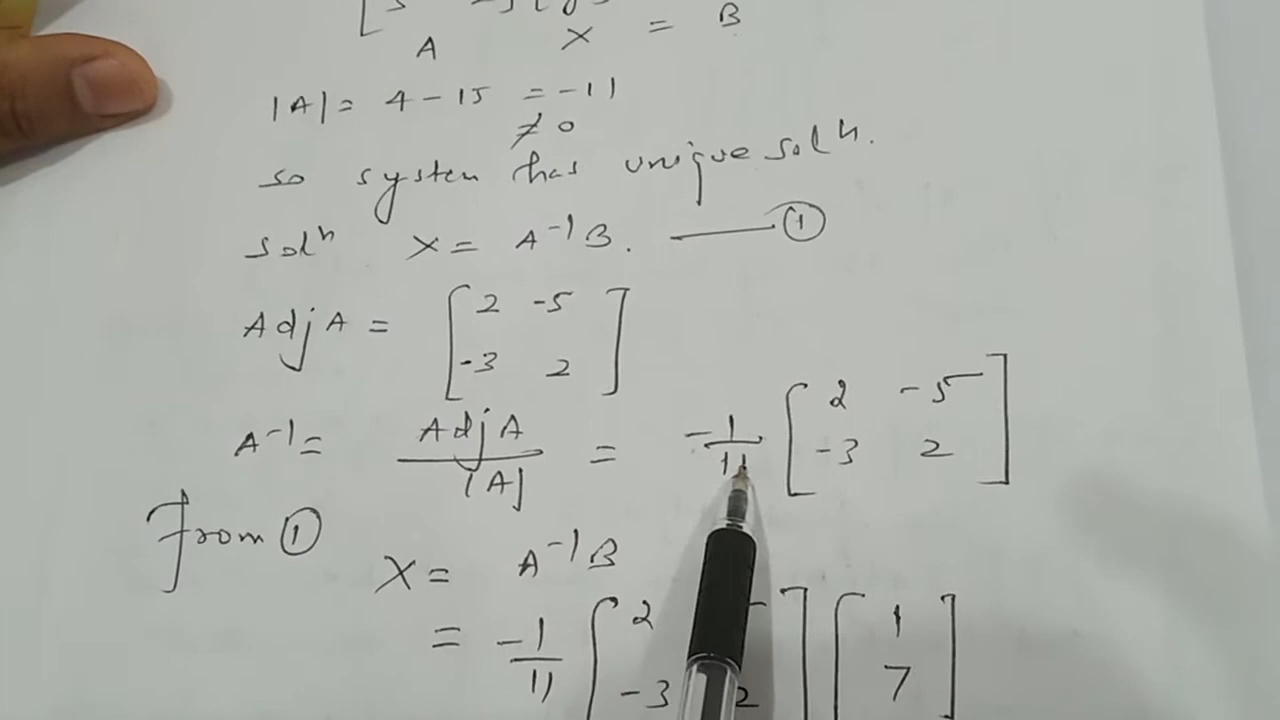 A X = B
|A| = 4 - 15 = -11
≠ 0
so system has unique solⁿ.
solⁿ X = A⁻¹B. —— ①
Adj A = [ 2 -5
-3 2 ]
A⁻¹ = Adj A / |A| = -1/11 [ 2 -5
-3 2 ]
From ①
X = A⁻¹B
= -1/11 [ 2
-3 2 ] [ 1
7 ]